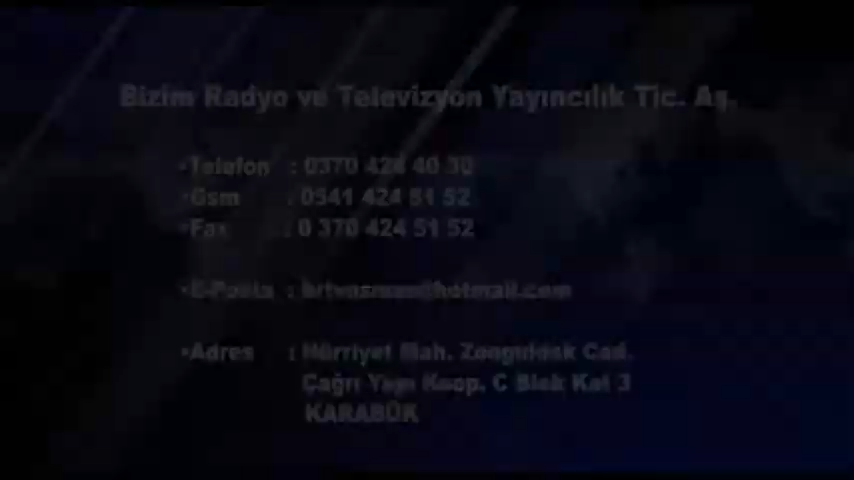 Bizim Radyo ve Televizyon Yayıncılık Tic. Aş.
•Telefon : 0370 424 40 30
•Gsm : 0541 424 51 52
•Fax : 0 370 424 51 52
•E-Posta :
•Adres : Hürriyet Mah. Zonguldak Cad.
Çağrı Yapı Koop. C Blok Kat 3
KARABÜK